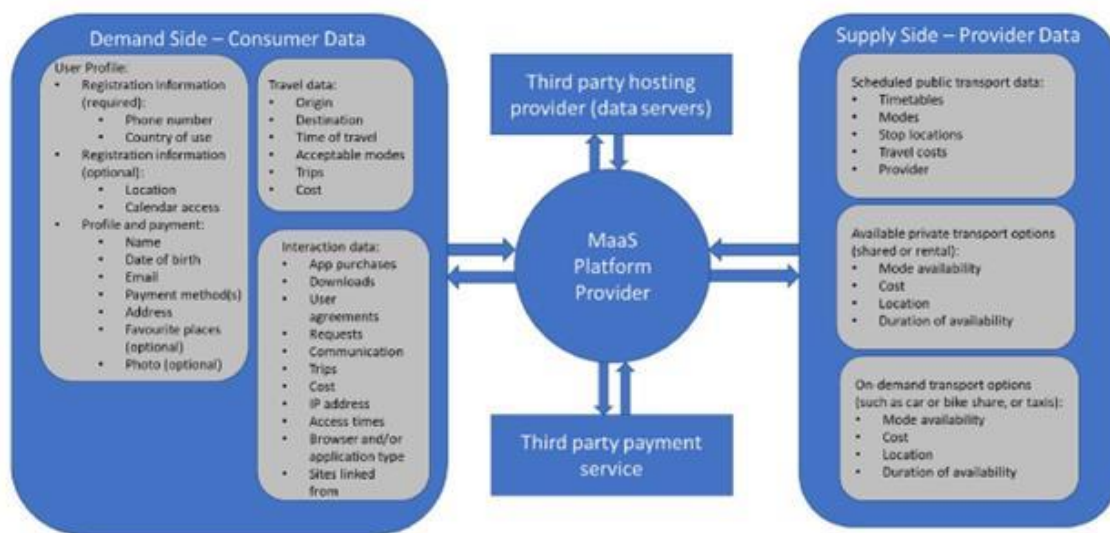 Demand Side – Consumer Data
User Profile:
• Registration information
(required):
• Phone number
• Country of use
• Registration information
(optional):
• Location
• Calendar access
• Profile and payment:
• Name
• Date of birth
• Email
• Payment method(s)
• Address
• Favourite places
(optional)
• Photo (optional)
Travel data:
• Origin
• Destination
• Time of travel
• Acceptable modes
• Trips
• Cost
Interaction data:
• App purchases
• Downloads
• User
agreements
• Requests
• Communication
• Trips
• Cost
• IP address
• Access times
• Browser and/or
application type
• Sites linked
from
Third party hosting
provider (data servers)
MaaS
Platform
Provider
Third party payment
service
Supply Side – Provider Data
Scheduled public transport data:
• Timetables
• Modes
• Stop locations
• Travel costs
• Provider
Available private transport options
(shared or rental):
• Mode availability
• Cost
• Location
• Duration of availability
On-demand transport options
(such as car or bike share, or taxis):
• Mode availability
• Cost
• Location
• Duration of availability